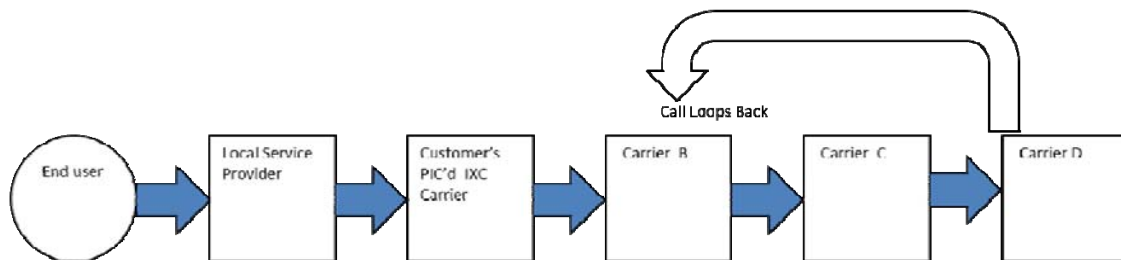 Call Loops Back
End user
Local Service
Provider
Customer's
PIC'd IXC
Carrier
Carrier B
Carrier C
Carrier D